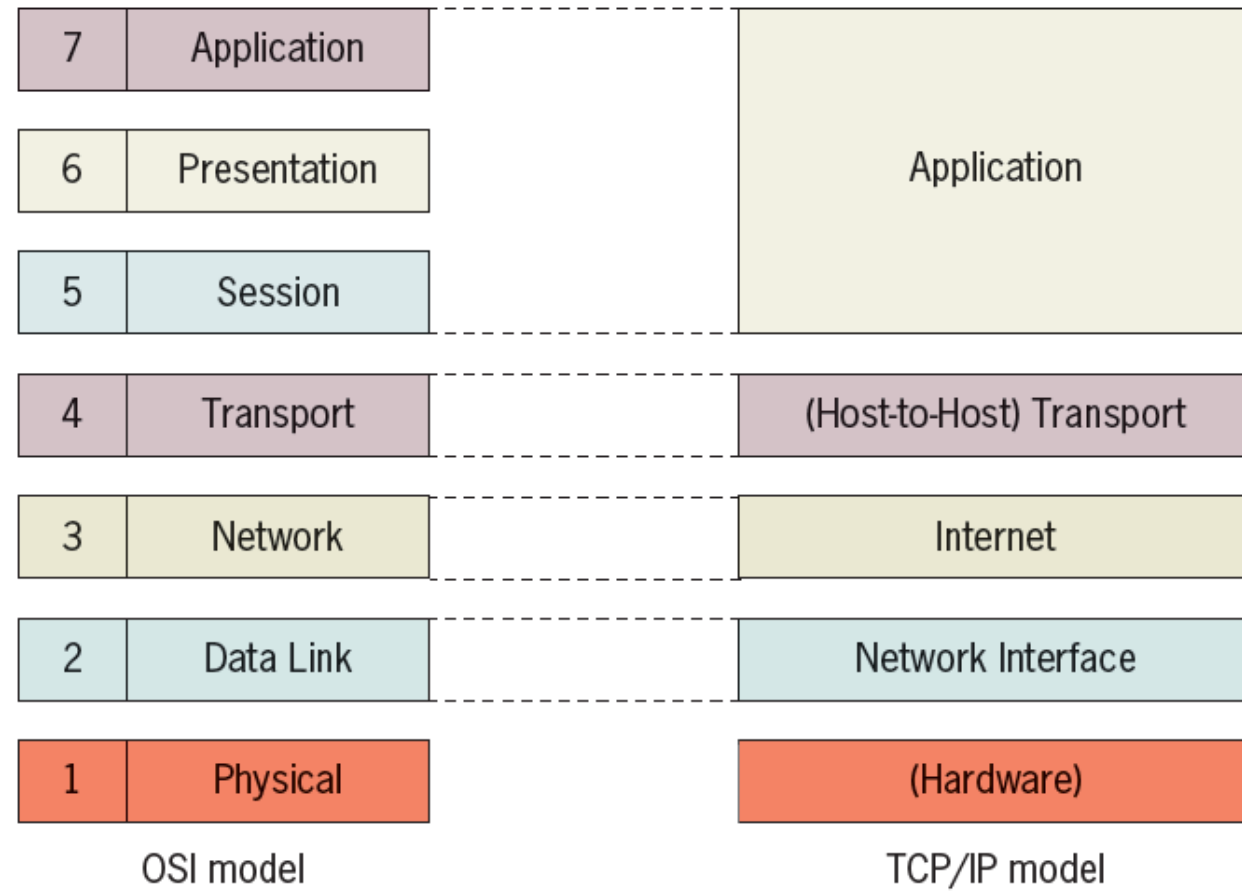 7 Application
Application
6 Presentation
5 Session
4 Transport
(Host-to-Host) Transport
3 Network
Internet
2 Data Link
Network Interface
1 Physical
(Hardware)
OSI model
TCP/IP model